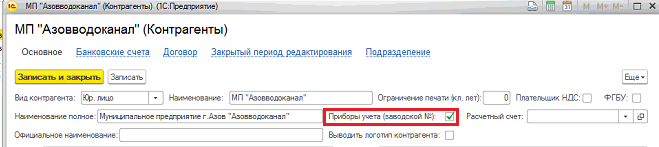 МП "Азовводоканал" (Контрагенты) (1С:Предприятие)
M M+ M-
МП "Азовводоканал" (Контрагенты)
Основное Банковские счета Договор Закрытый период редактирования Подразделение
Записать и закрыть Записать Еще
Вид контрагента: Юр. лицо Наименование: МП "Азовводоканал" Ограничение печати (кл. лет): 0 Плательщик НДС: ФГБУ:
Наименование полное: Муниципальное предприятие г.Азов "Азовводоканал" Приборы учета (заводской №): Расчетный счет:
Официальное наименование: Выводить логотип контрагента: